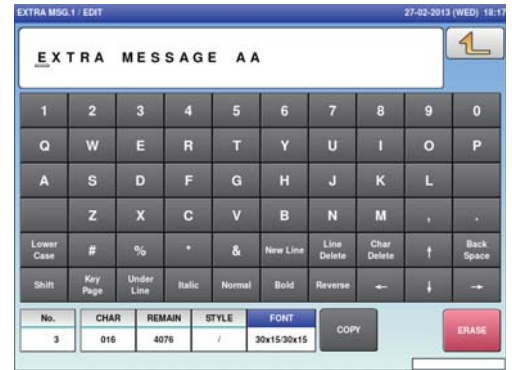 EXTRA MSG.1 / EDIT 27-02-2013 (WED) 18:17
EXTRA MESSAGE AA
1 2 3 4 5 6 7 8 9 0
Q W E R T Y U I O P
A S D F G H J K L
Z X C V B N M , .
Lower Case # % * & New Line Line Delete Char Delete ↑ Back Space
Shift Key Page Under Line Italic Normal Bold Reverse ← ↓ →
No. CHAR REMAIN STYLE FONT COPY ERASE
3 016 4076 / 30x15/30x15